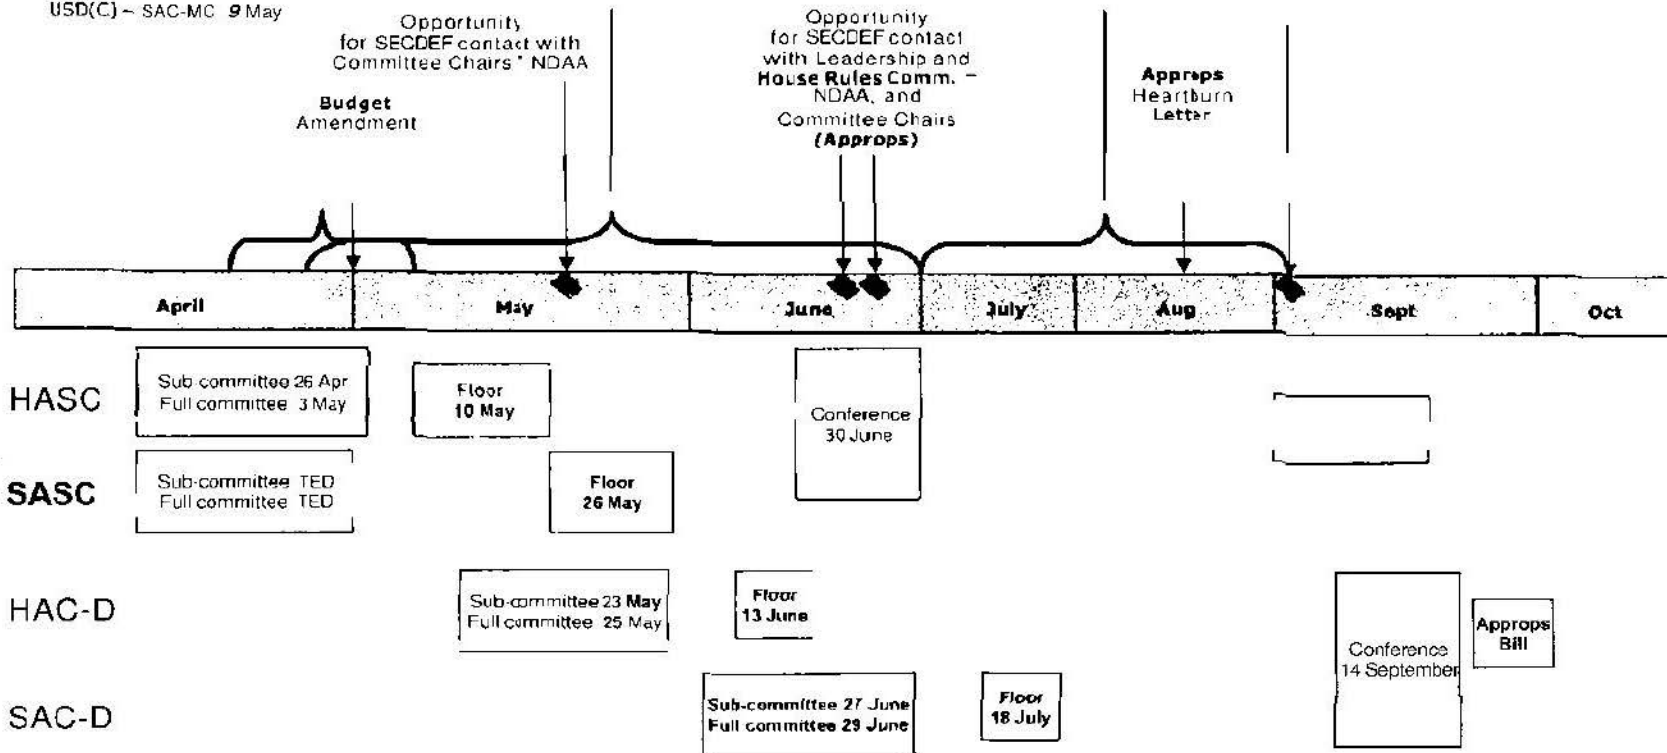 USD(C) – SAC-MC 9 May
Opportunity
for SECDEF contact with
Committee Chairs " NDAA
Budget
Amendment
Opportunity
for SECDEF contact
with Leadership and
House Rules Comm. –
NDAA, and
Committee Chairs
(Approps)
Approps
Heartburn
Letter
April May June July Aug Sept Oct
HASC
Sub-committee 26 Apr
Full committee 3 May
Floor
10 May
Conference
30 June
SASC
Sub-committee TED
Full committee TED
Floor
26 May
HAC-D
Sub-committee 23 May
Full committee 25 May
Floor
13 June
Conference
14 September
Approps
Bill
SAC-D
Sub-committee 27 June
Full committee 29 June
Floor
18 July